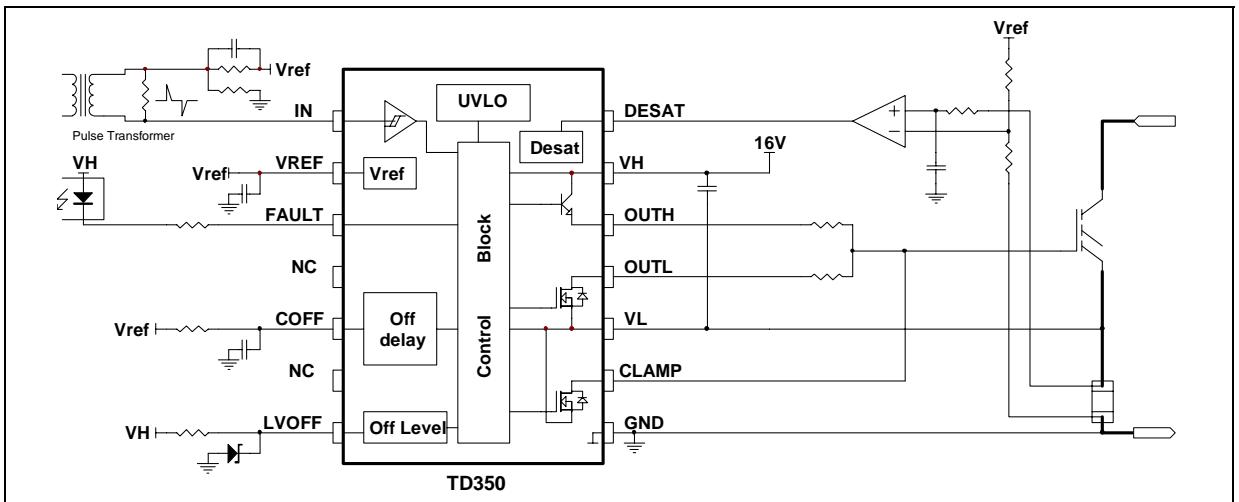 Vref
Vref
Pulse Transformer
IN
UVLO
DESAT
+
−
Desat
16V
VH
VREF
Vref
Vref
VH
FAULT
OUTH
NC
Block
OUTL
Vref
COFF
Off
delay
VL
NC
Control
CLAMP
VH
LVOFF
Off Level
GND
TD350